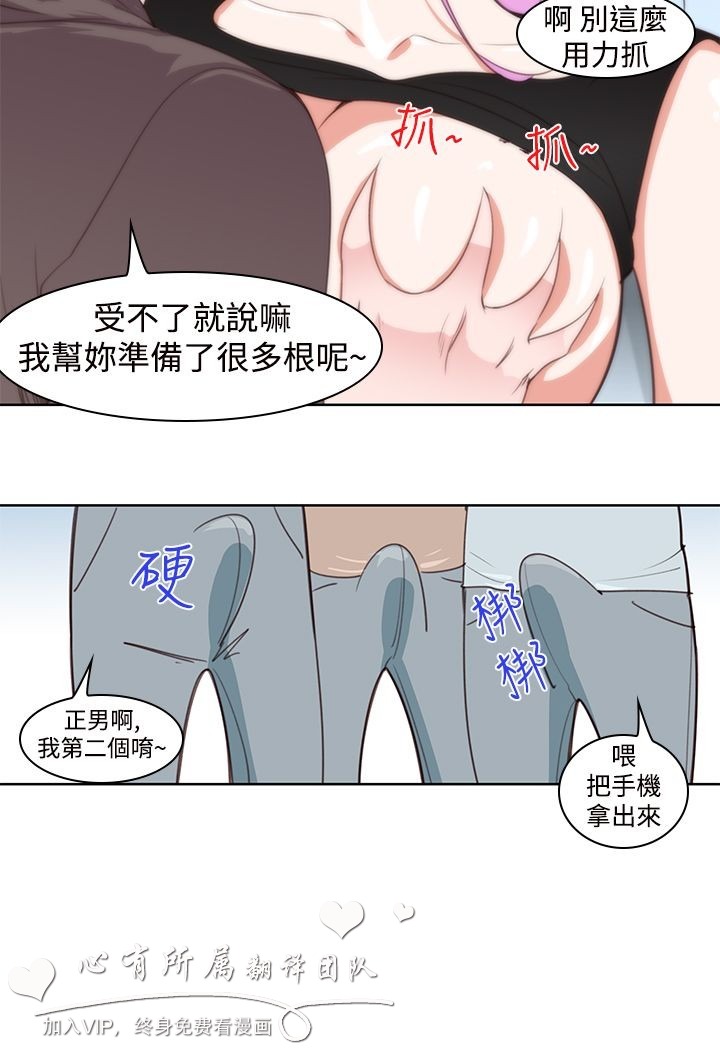 啊 別這麼
用力抓
抓~
抓~
受不了就說嘛
我幫妳準備了很多根呢~
硬
梆
梆
正男啊,
我第二個唷~
喂
把手機
拿出來
心有所属翻译团队
加入VIP，终身免费看漫画